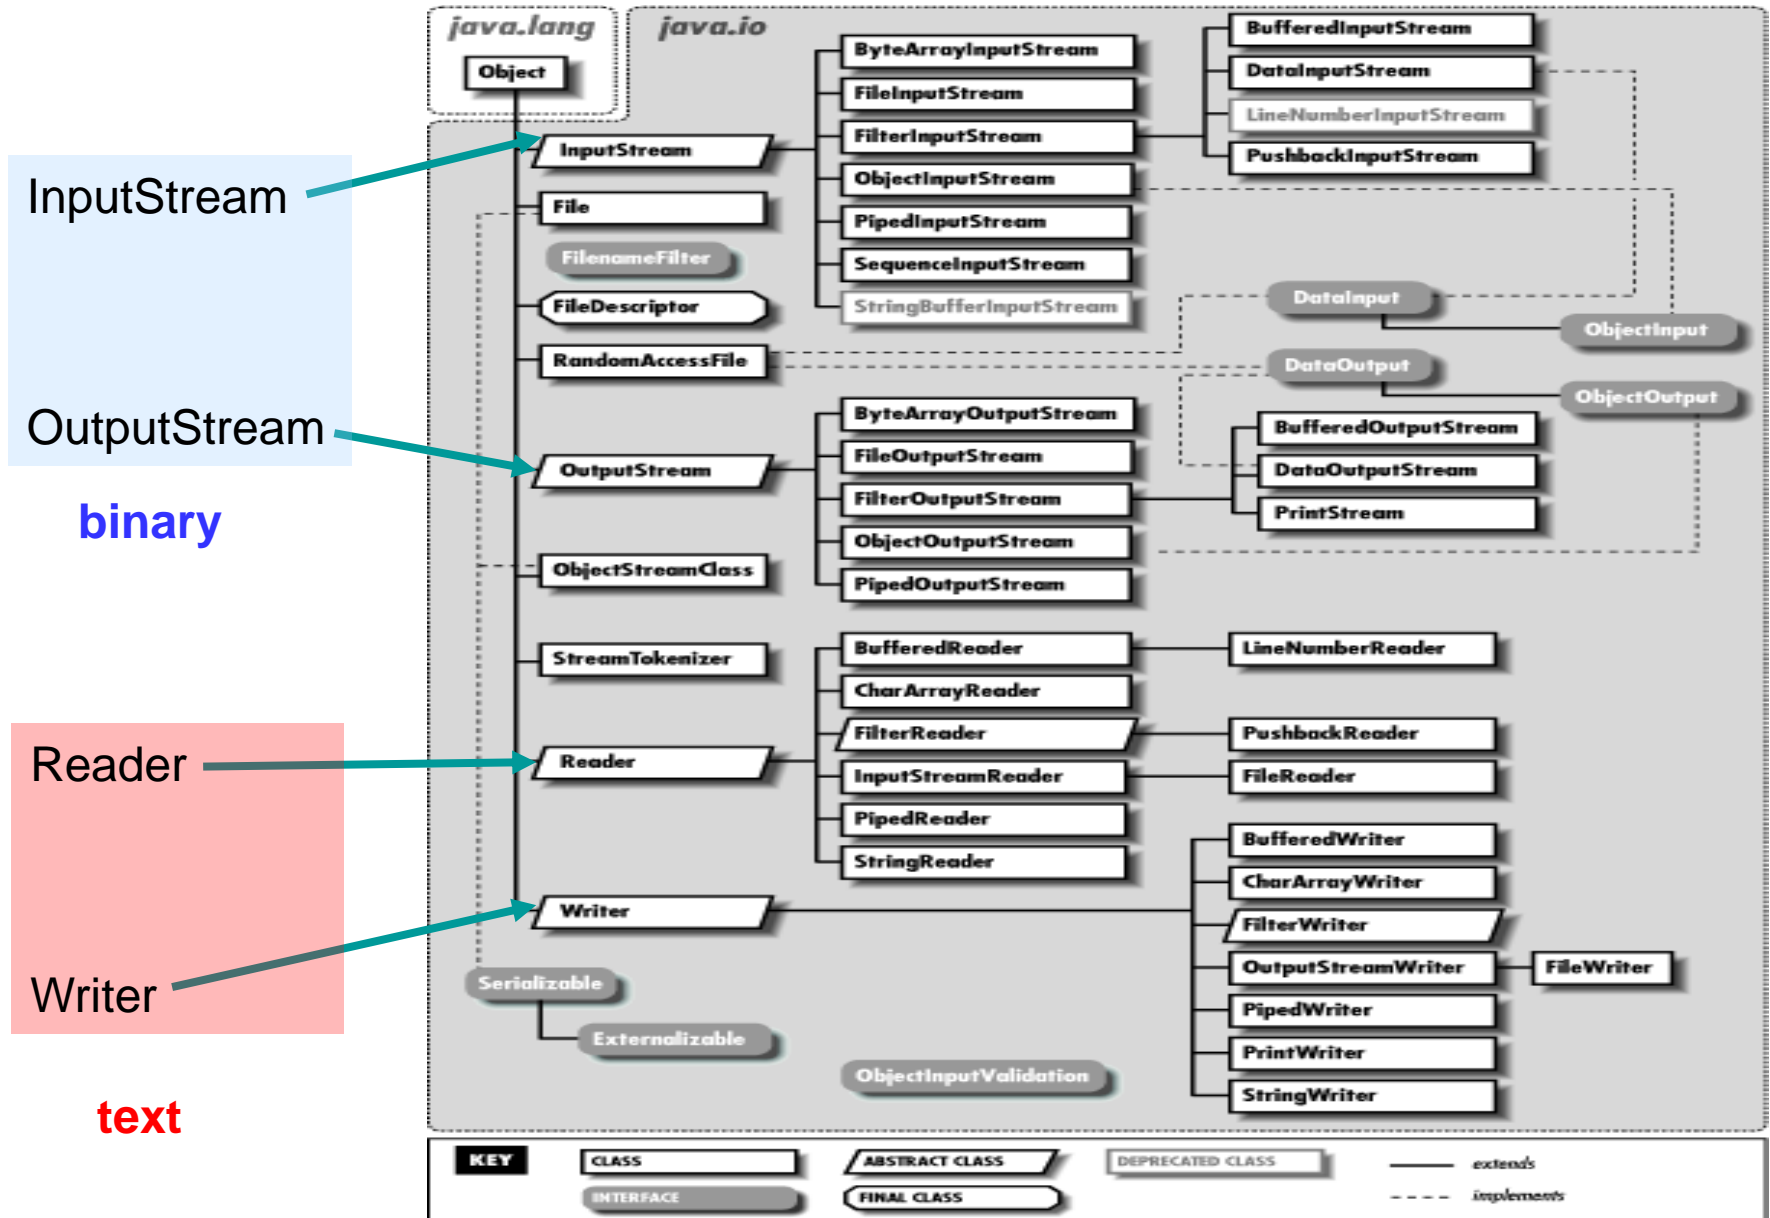 java.lang
java.io
Object
InputStream
OutputStream
binary
Reader
Writer
text
InputStream
File
FilenameFilter
FileDescriptor
RandomAccessFile
OutputStream
ObjectStreamClass
StreamTokenizer
Reader
Writer
Serializable
Externalizable
ByteArrayInputStream
FileInputStream
FilterInputStream
ObjectInputStream
PipedInputStream
SequenceInputStream
StringBufferInputStream
BufferedInputStream
DataInputStream
LineNumberInputStream
PushbackInputStream
DataInput
ObjectInput
DataOutput
ObjectOutput
ByteArrayOutputStream
FileOutputStream
FilterOutputStream
ObjectOutputStream
PipedOutputStream
BufferedOutputStream
DataOutputStream
PrintStream
BufferedReader
CharArrayReader
FilterReader
InputStreamReader
PipedReader
StringReader
LineNumberReader
PushbackReader
FileReader
BufferedWriter
CharArrayWriter
FilterWriter
OutputStreamWriter
FileWriter
PipedWriter
PrintWriter
StringWriter
ObjectInputValidation
KEY
CLASS
ABSTRACT CLASS
DEPRECATED CLASS
extends
INTERFACE
FINAL CLASS
implements